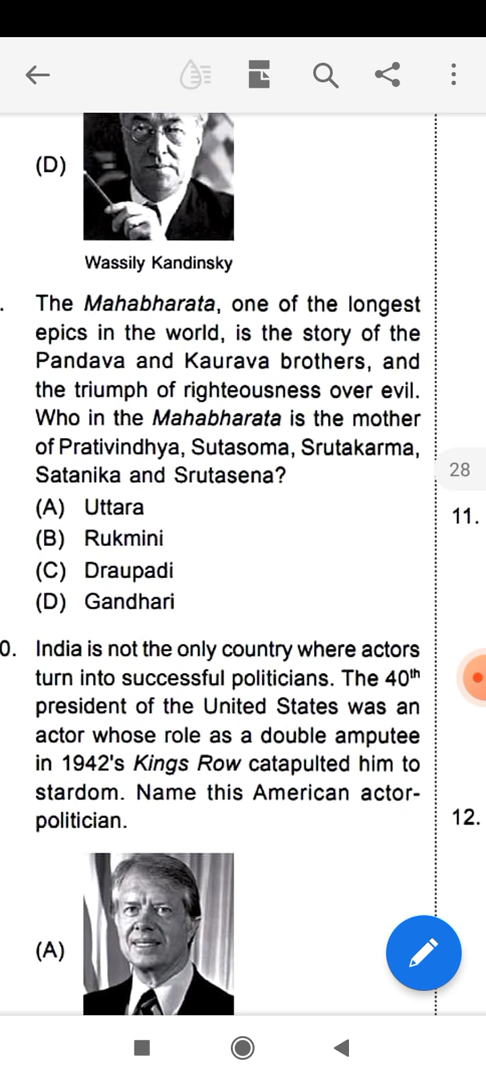 (D)
Wassily Kandinsky
. The Mahabharata, one of the longest
epics in the world, is the story of the
Pandava and Kaurava brothers, and
the triumph of righteousness over evil.
Who in the Mahabharata is the mother
of Prativindhya, Sutasoma, Srutakarma,
Satanika and Srutasena?
(A) Uttara
(B) Rukmini
(C) Draupadi
(D) Gandhari
0. India is not the only country where actors
turn into successful politicians. The 40th
president of the United States was an
actor whose role as a double amputee
in 1942's Kings Row catapulted him to
stardom. Name this American actor-
politician.
(A)
28
11.
12.